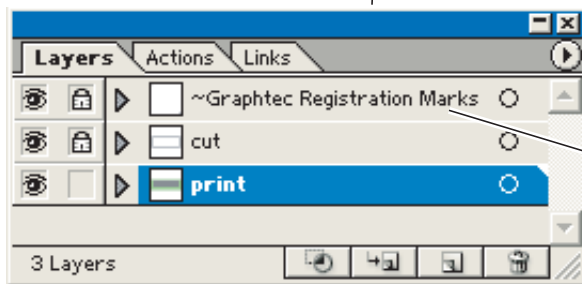 Layers Actions Links
~Graphtec Registration Marks
cut
print
3 Layers